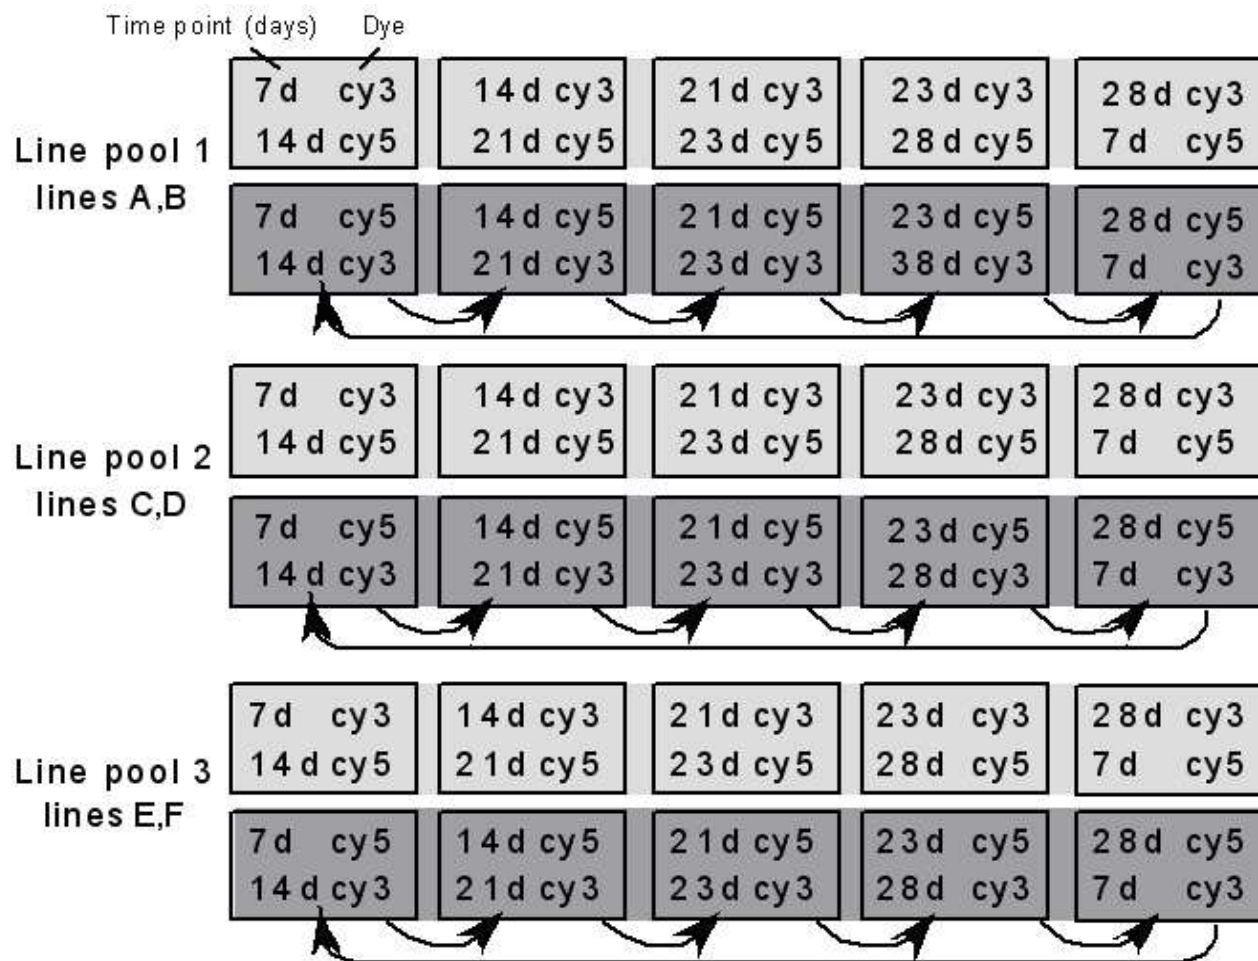 Time point (days) Dye
7d cy3 14d cy3 21d cy3 23d cy3 28d cy3
14d cy5 21d cy5 23d cy5 28d cy5 7d cy5
Line pool 1
lines A,B
7d cy5 14d cy5 21d cy5 23d cy5 28d cy5
14d cy3 21d cy3 23d cy3 38d cy3 7d cy3
7d cy3 14d cy3 21d cy3 23d cy3 28d cy3
14d cy5 21d cy5 23d cy5 28d cy5 7d cy5
Line pool 2
lines C,D
7d cy5 14d cy5 21d cy5 23d cy5 28d cy5
14d cy3 21d cy3 23d cy3 28d cy3 7d cy3
7d cy3 14d cy3 21d cy3 23d cy3 28d cy3
14d cy5 21d cy5 23d cy5 28d cy5 7d cy5
Line pool 3
lines E,F
7d cy5 14d cy5 21d cy5 23d cy5 28d cy5
14d cy3 21d cy3 23d cy3 28d cy3 7d cy3